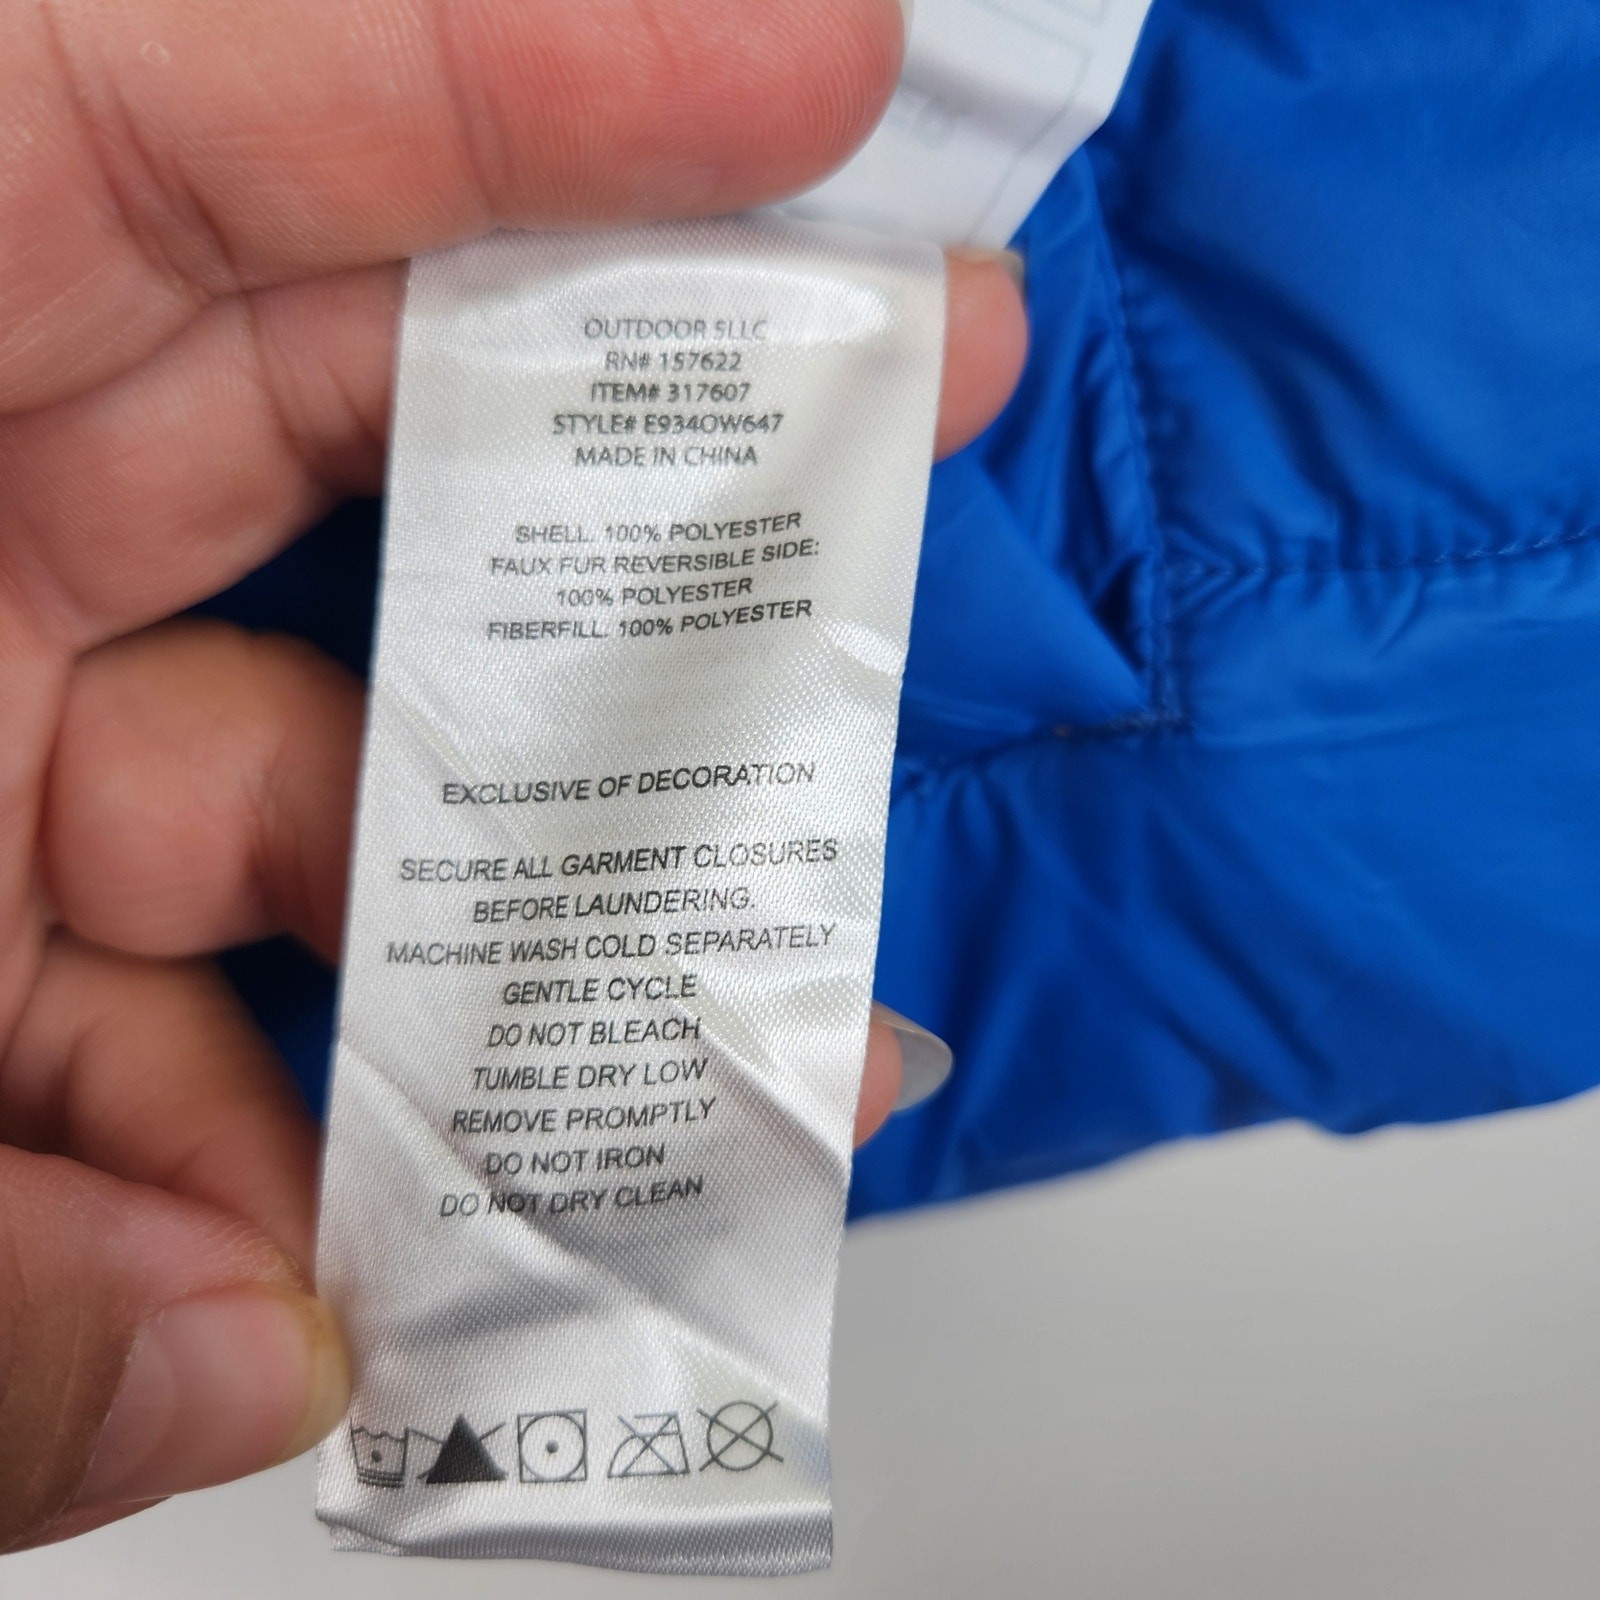 OUTDOOR 5LLC
RN# 157622
ITEM# 317607
STYLE# E934OW647
MADE IN CHINA
SHELL: 100% POLYESTER
FAUX FUR REVERSIBLE SIDE:
100% POLYESTER
FIBERFILL: 100% POLYESTER
EXCLUSIVE OF DECORATION
SECURE ALL GARMENT CLOSURES
BEFORE LAUNDERING.
MACHINE WASH COLD SEPARATELY
GENTLE CYCLE
DO NOT BLEACH
TUMBLE DRY LOW
REMOVE PROMPTLY
DO NOT IRON
DO NOT DRY CLEAN